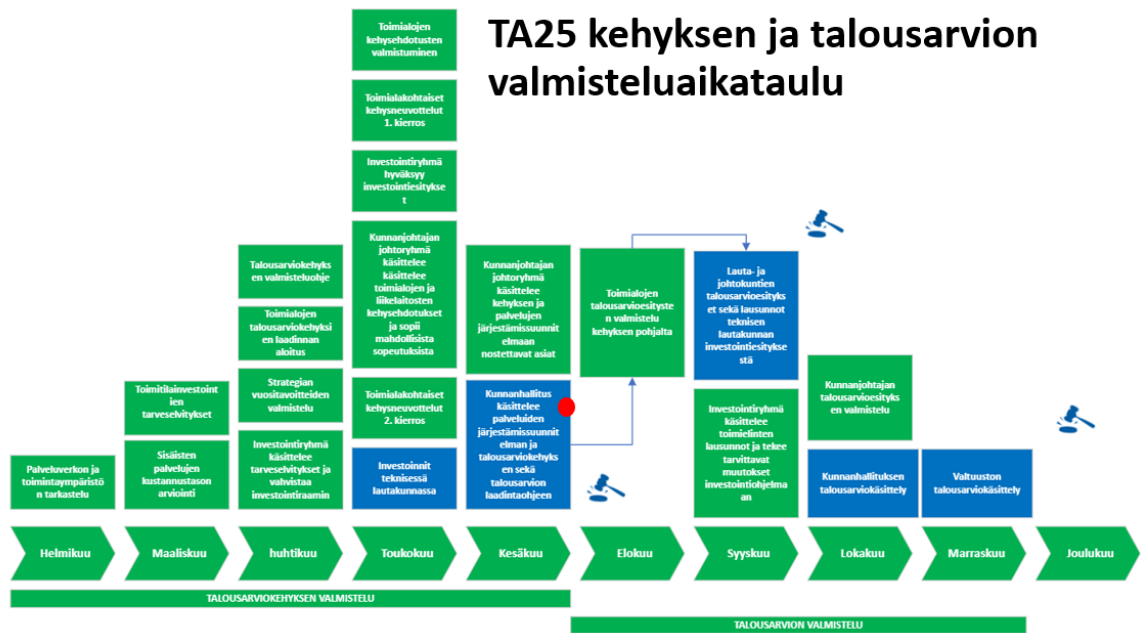 TA25 kehyksen ja talousarvion
valmisteluaikataulu
Palveluverkon ja
toimintaympäristö
n tarkastelu
Toimitilainvestoint
ien
tarveselvitykset
Sisäisten
palvelujen
kustannustason
arviointi
Talousarviokehyks
en valmisteluohje
Toimialojen
talousarviokehyksi
en laadinnan
aloitus
Strategian
vuositavoitteiden
valmistelu
Investointiryhmä
käsittelee
tarveselvitykset ja
vahvistaa
investointiraamin
Toimialojen
kehysehdotusten
valmistuminen
Toimialakohtaiset
kehysneuvottelut
1. kierros
Investointiryhmä
hyväksyy
investointiesitykse
t
Kunnanjohtajan
johtoryhmä
käsittelee
käsittelee
toimialojen ja
liikelaitosten
kehysehdotukset
ja sopii
mahdollisista
sopeutuksista
Toimialakohtaiset
kehysneuvottelut
2. kierros
Investoinnit
teknisessä
lautakunnassa
Kunnanjohtajan
johtoryhmä
käsittelee
kehyksen ja
palvelujen
järjestämissuunnit
elmaan
nostettavat asiat
Kunnanhallitus
käsittelee
palveluiden
järjestämissuunnit
elman ja
talousarviokehyks
en sekä
talousarvion
laadintaohjeen
Toimialojen
talousarvioesityste
n valmistelu
kehyksen pohjalta
Lauta- ja
johtokuntien
talousarvioesityks
et sekä lausunnot
teknisen
lautakunnan
investointiesitykse
stä
Investointiryhmä
käsittelee
toimielinten
lausunnot ja tekee
tarvittavat
muutokset
investointiohjelma
an
Kunnanjohtajan
talousarvioesityks
en valmistelu
Kunnanhallituksen
talousarviokäsittely
Valtuuston
talousarviokäsittely
Helmikuu
Maaliskuu
huhtikuu
Toukokuu
Kesäkuu
Elokuu
Syyskuu
Lokakuu
Marraskuu
Joulukuu
TALOUSARVIOKEHYKSEN VALMISTELU
TALOUSARVION VALMISTELU